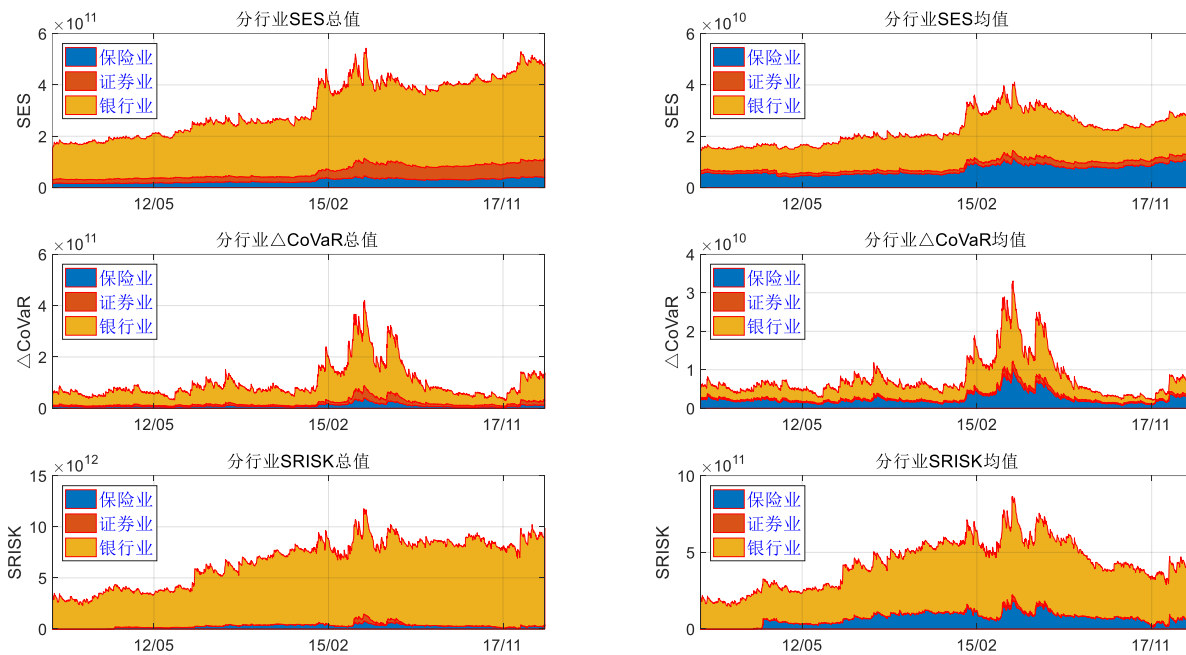 分行业SES总值
×10^11
6
4
2
0
SES
保险业
证券业
银行业
12/05
15/02
17/11
分行业SES均值
×10^10
6
4
2
0
SES
保险业
证券业
银行业
12/05
15/02
17/11
分行业△CoVaR总值
×10^11
6
4
2
0
△CoVaR
保险业
证券业
银行业
12/05
15/02
17/11
分行业△CoVaR均值
×10^10
4
3
2
1
0
△CoVaR
保险业
证券业
银行业
12/05
15/02
17/11
分行业SRISK总值
×10^12
15
10
5
0
SRISK
保险业
证券业
银行业
12/05
15/02
17/11
分行业SRISK均值
×10^11
10
5
0
SRISK
保险业
证券业
银行业
12/05
15/02
17/11